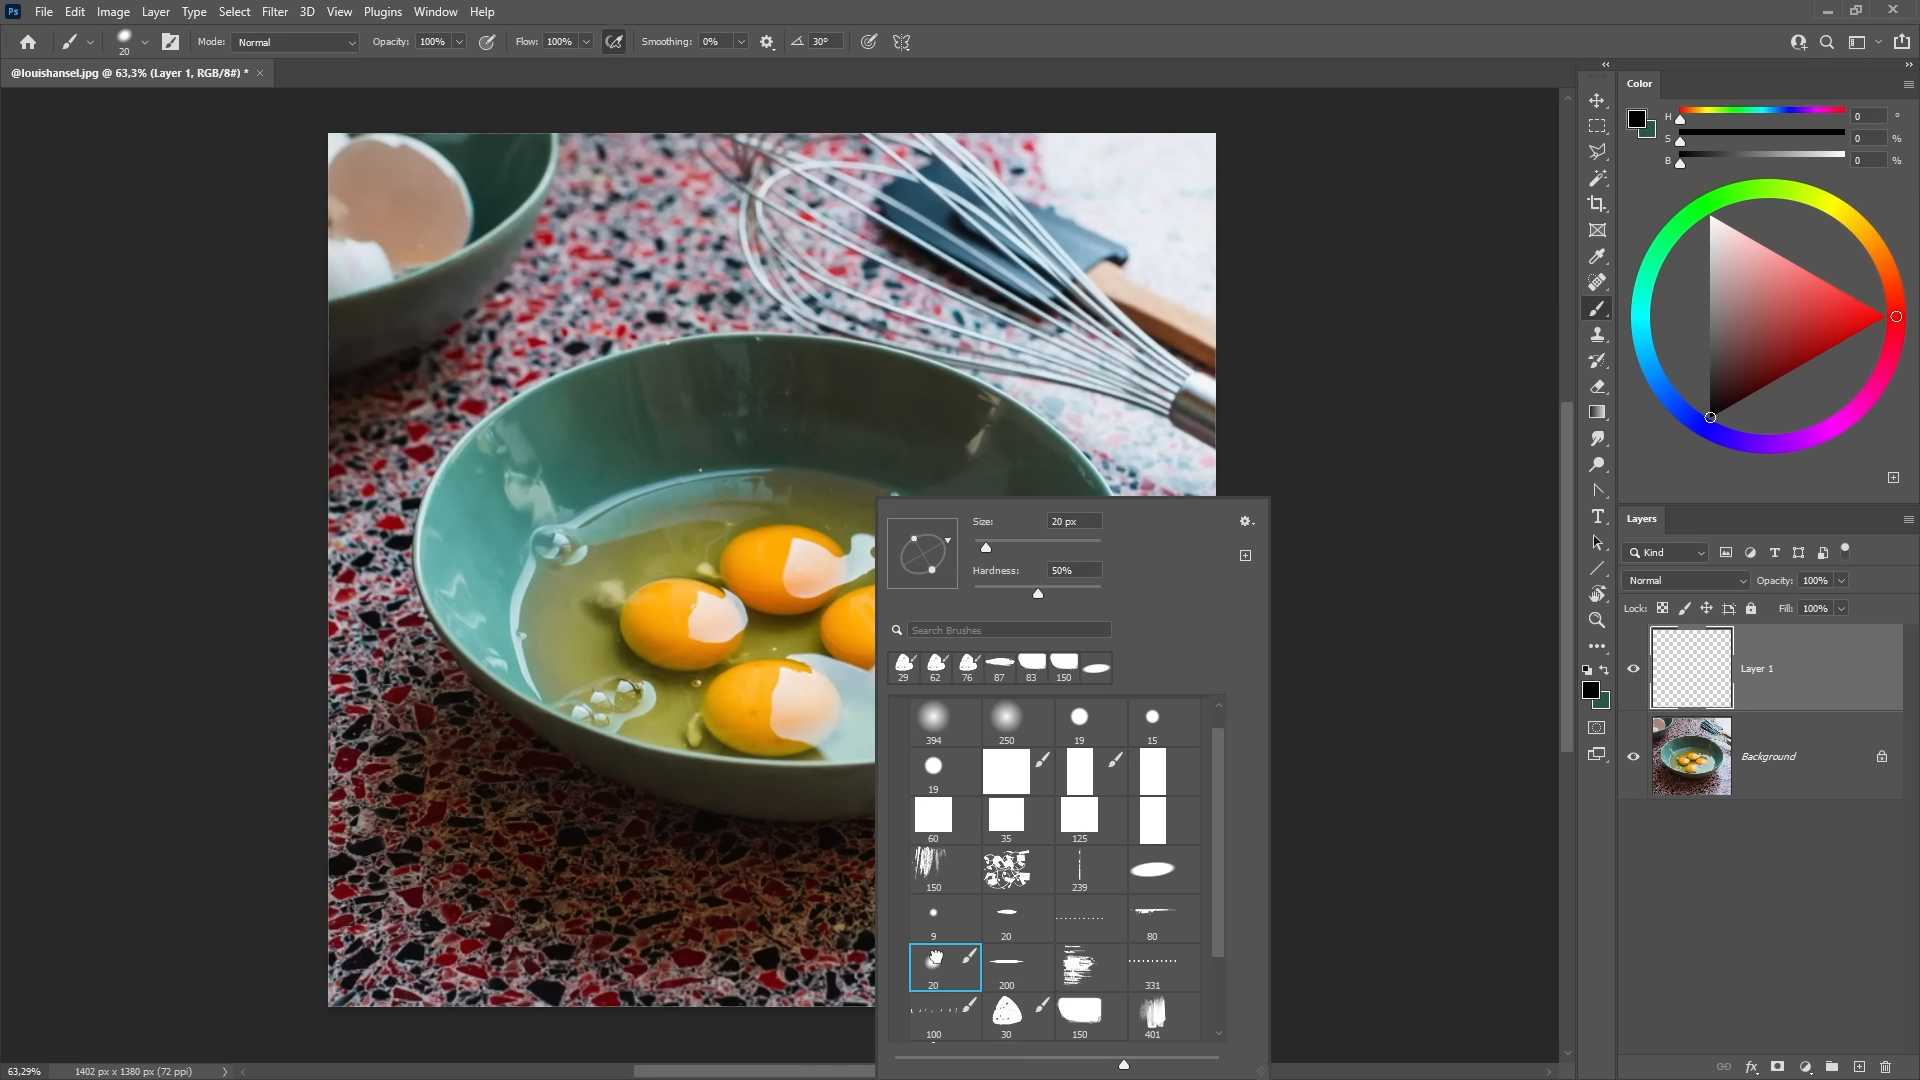 Ps File Edit Image Layer Type Select Filter 3D View Plugins Window Help
20 Mode: Normal Opacity: 100% Flow: 100% Smoothing: 0% 30°
@louishansel.jpg @ 63,3% (Layer 1, RGB/8#) * ×
Color
H 0 °
S 0 %
B 0 %
Size: 20 px
Hardness: 50%
Search Brushes
29 62 76 87 83 150
394 250 19 15
19
60 35 125
150 239
9 20 80
20 200 331
100 30 150 401
Layers
Kind
Normal Opacity: 100%
Lock: Fill: 100%
Layer 1
Background
63,29% 1402 px x 1380 px (72 ppi)